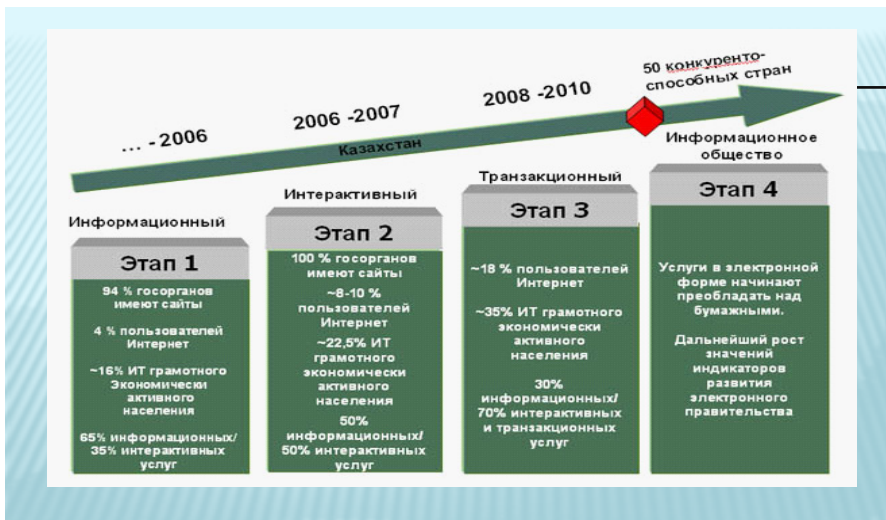 ... - 2006
2006 -2007
2008 -2010
50 конкуренто-
способных стран
Казахстан
Информационный
Этап 1
94 % госорганов
имеют сайты
4 % пользователей
Интернет
~16% ИТ грамотного
Экономически
активного
населения
65% информационных/
35% интерактивных
услуг
Интерактивный
Этап 2
100 % госорганов
имеют сайты
~8-10 %
пользователей
Интернет
~22,5% ИТ
грамотного
экономически
активного
населения
50%
информационных/
50% интерактивных
услуг
Транзакционный
Этап 3
~18 % пользователей
Интернет
~35% ИТ грамотного
экономически
активного
населения
30%
информационных/
70% интерактивных
и транзакционных
услуг
Информационное
общество
Этап 4
Услуги в электронной
форме начинают
преобладать над
бумажными.
Дальнейший рост
значений
индикаторов
развития
электронного
правительства